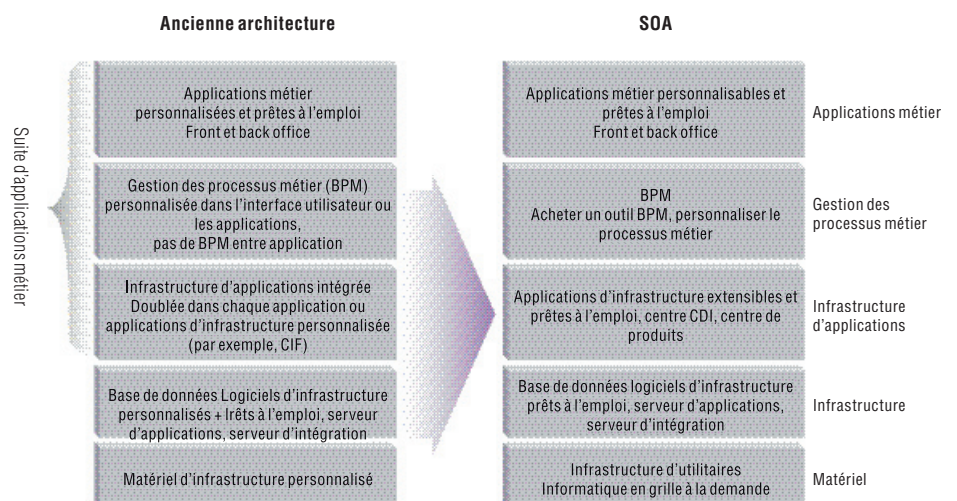 Ancienne architecture
SOA
Suite d'applications métier
Applications métier
personnalisées et prêtes à l'emploi
Front et back office
Applications métier personnalisables et
prêtes à l'emploi
Front et back office
Applications métier
Gestion des processus métier (BPM)
personnalisée dans l'interface utilisateur ou
les applications,
pas de BPM entre application
BPM
Acheter un outil BPM, personnaliser le
processus métier
Gestion des
processus métier
Infrastructure d'applications intégrée
Doublée dans chaque application ou
applications d'infrastructure personnalisée
(par exemple, CIF)
Applications d'infrastructure extensibles et
prêtes à l'emploi, centre CDI, centre de
produits
Infrastructure
d'applications
Base de données Logiciels d'infrastructure
personnalisés + Irêts à l'emploi, serveur
d'applications, serveur d'intégration
Base de données logiciels d'infrastructure
prêts à l'emploi, serveur d'applications,
serveur d'intégration
Infrastructure
Matériel d'infrastructure personnalisé
Infrastructure d'utilitaires
Informatique en grille à la demande
Matériel